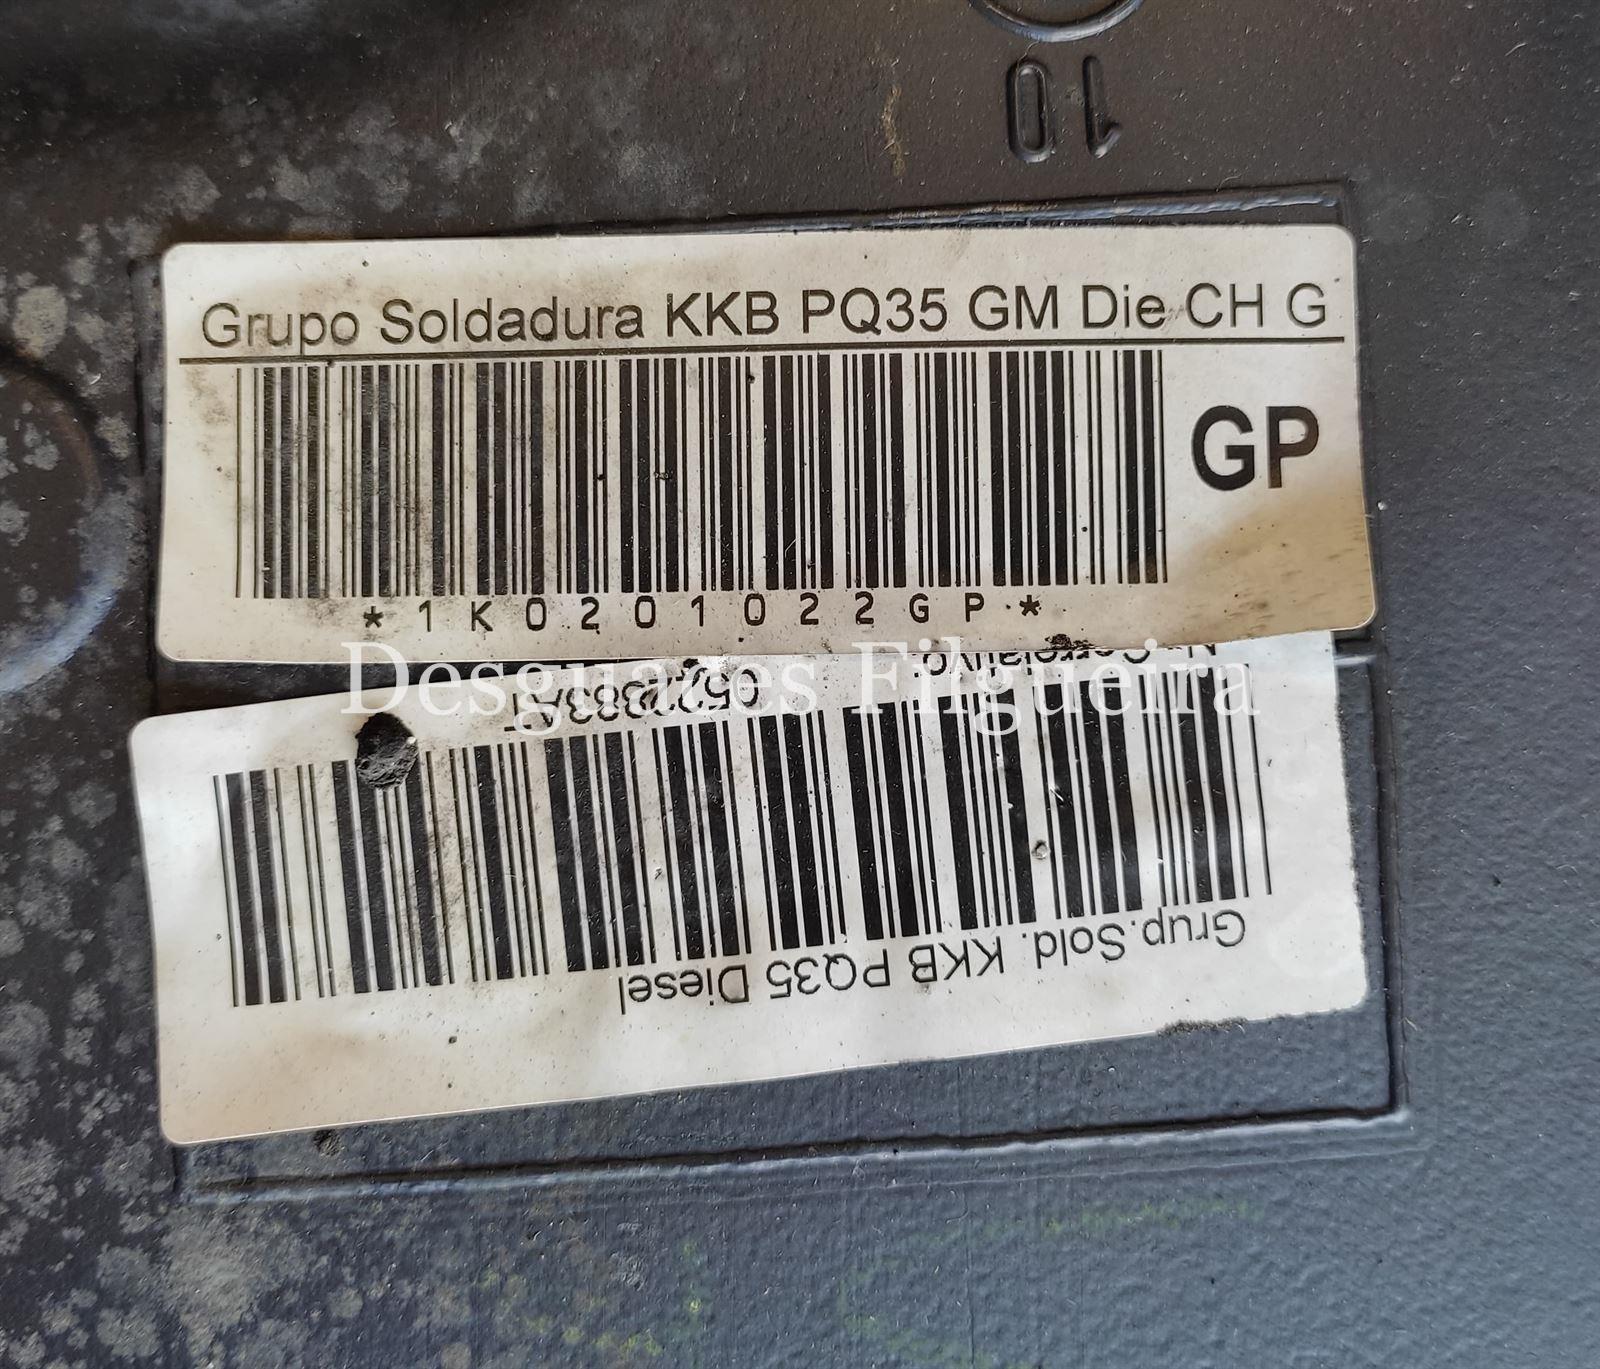 10
Grupo Soldadura KKB PQ35 GM Die CH G
GP
*1K0201022GP*
Desguaces Filgueira
Grup.Sold. KKB PQ35 Diesel